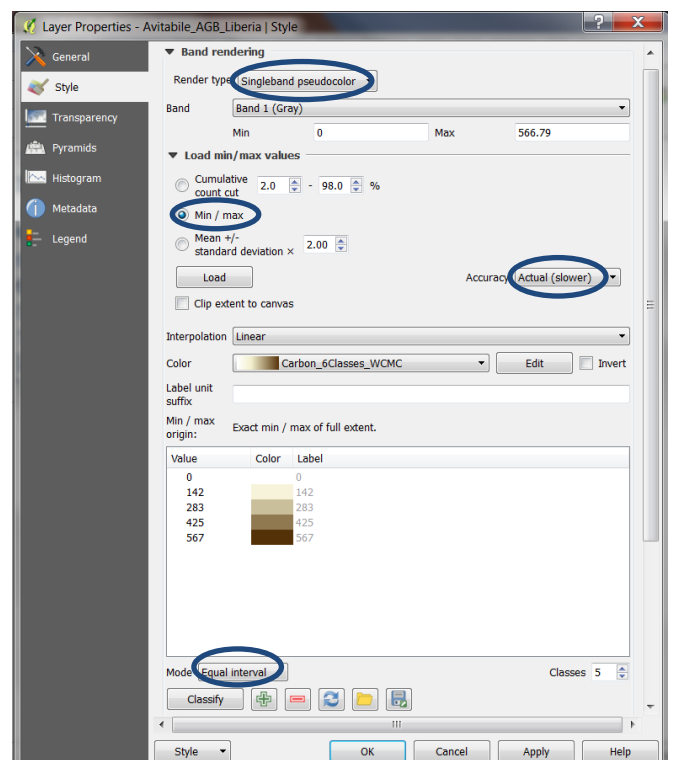 Layer Properties - Avitabile_AGB_Liberia | Style
General
Style
Transparency
Pyramids
Histogram
Metadata
Legend
Band rendering
Render type Singleband pseudocolor
Band Band 1 (Gray)
Min 0 Max 566.79
Load min/max values
Cumulative
count cut 2.0 - 98.0 %
Min / max
Mean +/-
standard deviation × 2.00
Load Accuracy Actual (slower)
Clip extent to canvas
Interpolation Linear
Color Carbon_6Classes_WCMC Edit Invert
Label unit
suffix
Min / max
origin: Exact min / max of full extent.
Value Color Label
0 0
142 142
283 283
425 425
567 567
Mode Equal interval Classes 5
Classify
Style OK Cancel Apply Help